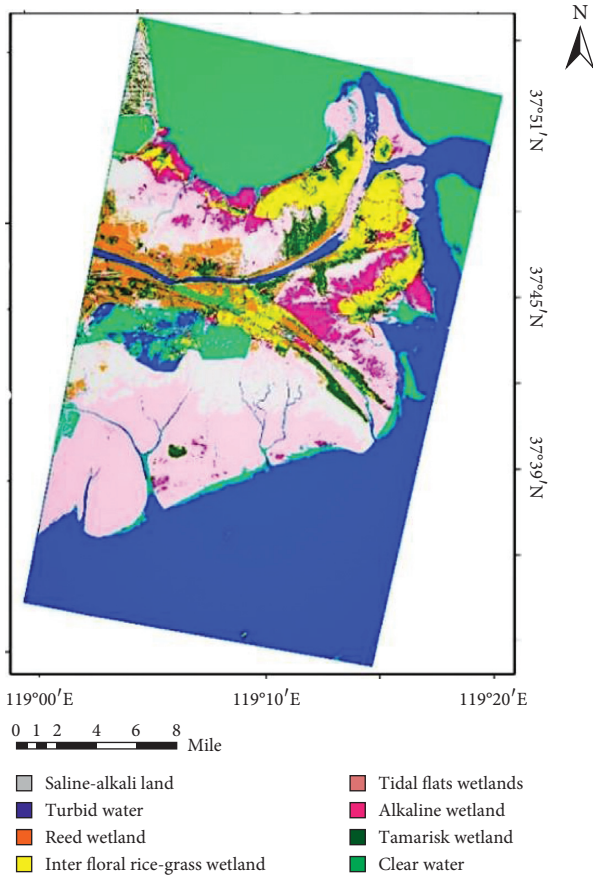 N
37°51′N
37°45′N
37°39′N
119°00′E 119°10′E 119°20′E
0 1 2 4 6 8 Mile
Saline-alkali land
Turbid water
Reed wetland
Inter floral rice-grass wetland
Tidal flats wetlands
Alkaline wetland
Tamarisk wetland
Clear water